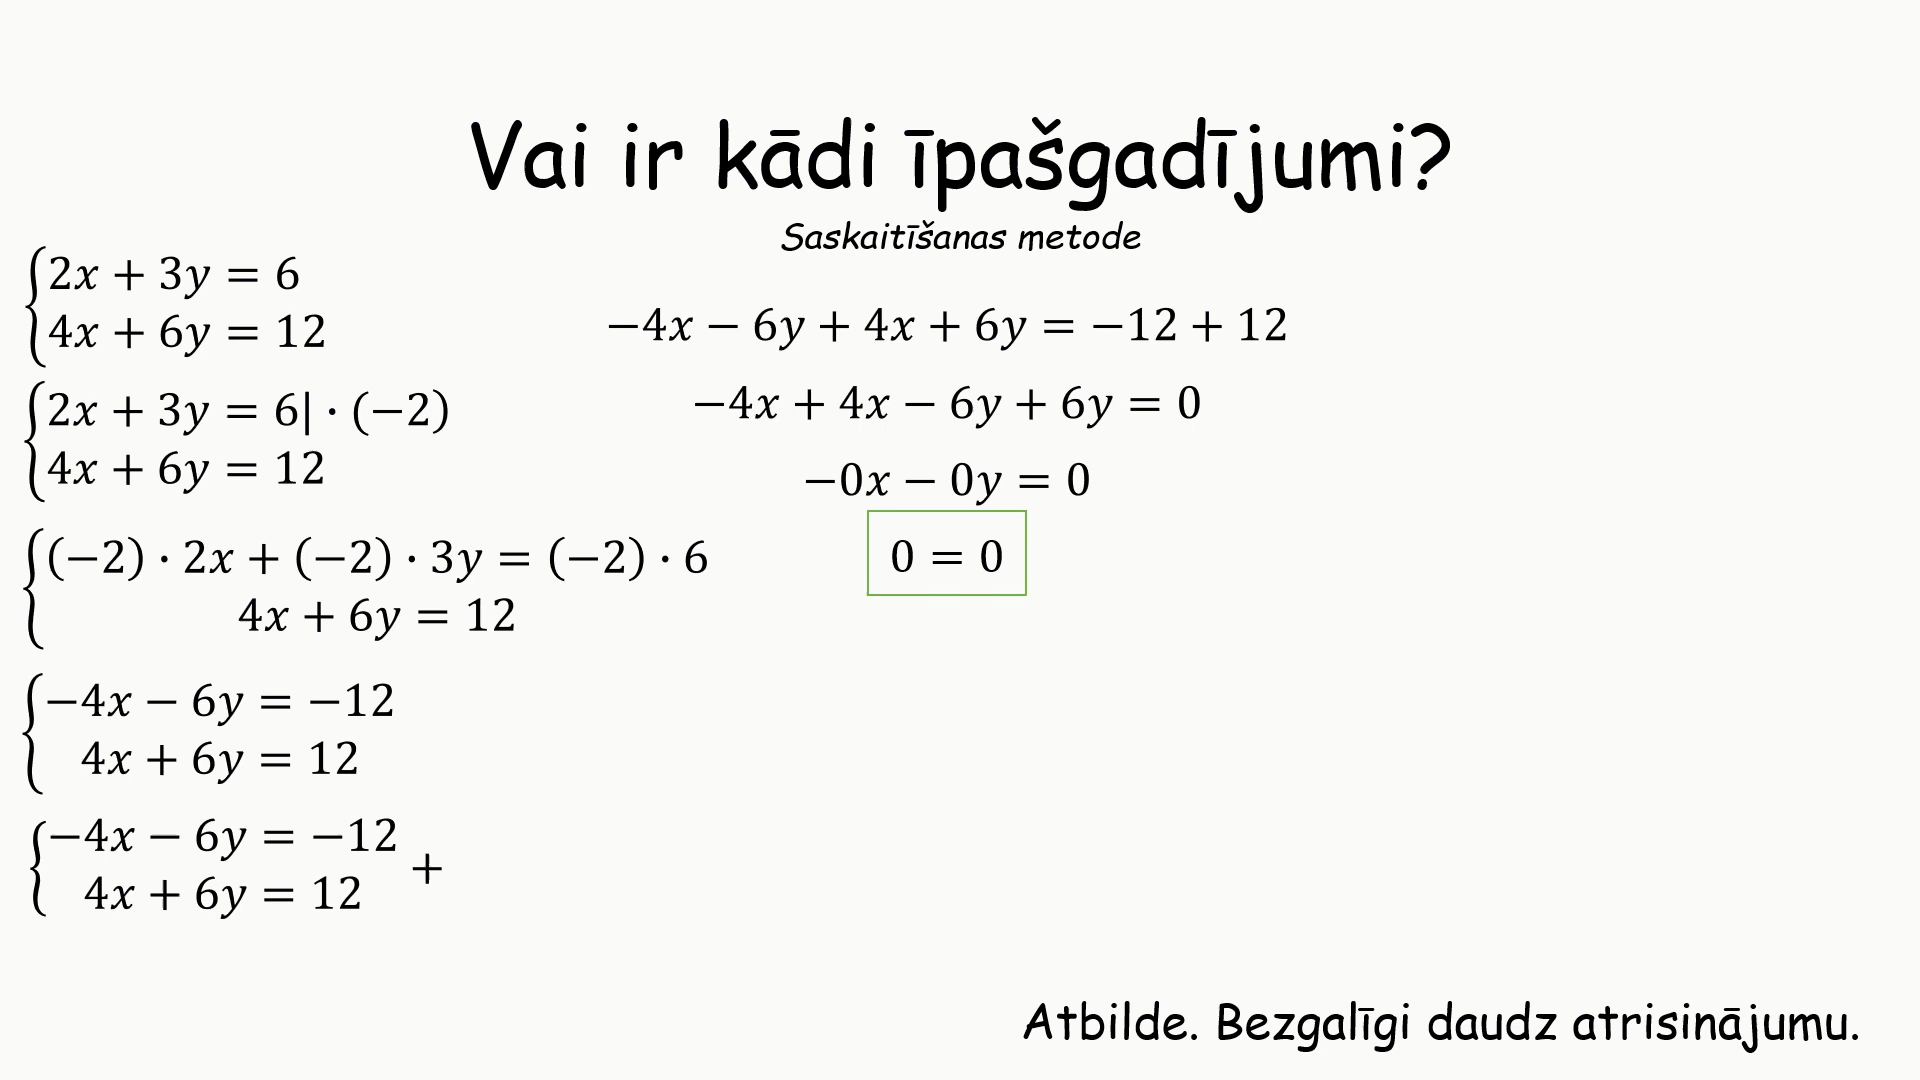 Vai ir kādi īpašgadījumi?
Saskaitīšanas metode
2x + 3y = 6
4x + 6y = 12
2x + 3y = 6| · (−2)
4x + 6y = 12
(−2) · 2x + (−2) · 3y = (−2) · 6
4x + 6y = 12
−4x − 6y = −12
4x + 6y = 12
−4x − 6y = −12
+
4x + 6y = 12
−4x − 6y + 4x + 6y = −12 + 12
−4x + 4x − 6y + 6y = 0
−0x − 0y = 0
0 = 0
Atbilde. Bezgalīgi daudz atrisinājumu.